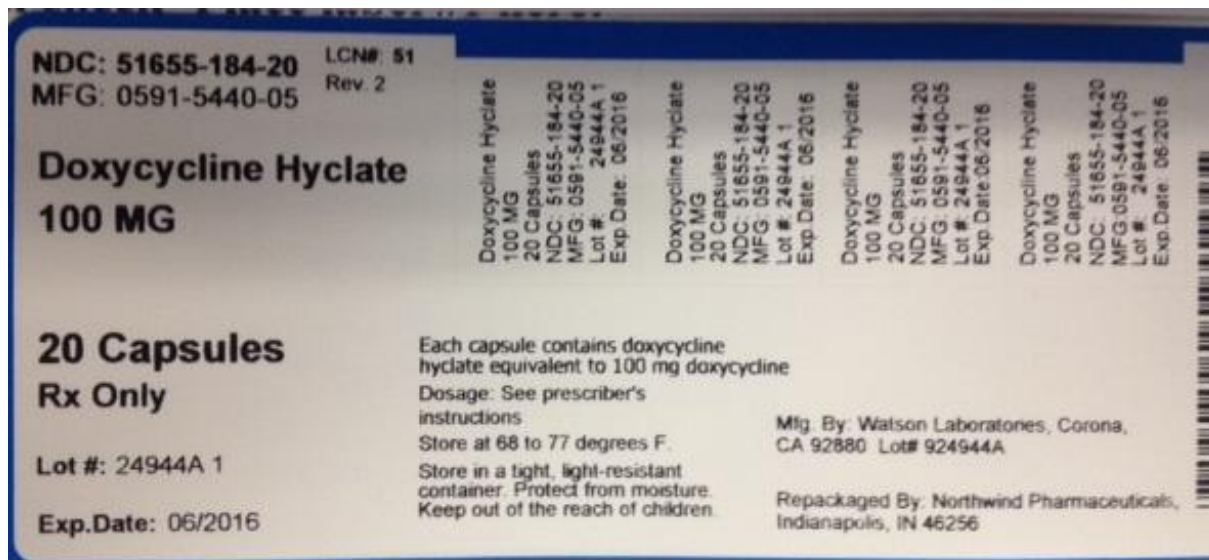 NDC: 51655-184-20
MFG: 0591-5440-05
LCN#: 51
Rev. 2
Doxycycline Hyclate
100 MG
20 Capsules
Rx Only
Lot #: 24944A 1
Exp.Date: 06/2016
Doxycycline Hyclate
100 MG
20 Capsules
NDC: 51655-184-20
MFG: 0591-5440-05
Lot #: 24944A 1
Exp.Date: 06/2016
Doxycycline Hyclate
100 MG
20 Capsules
NDC: 51655-184-20
MFG: 0591-5440-05
Lot #: 24944A 1
Exp.Date: 06/2016
Doxycycline Hyclate
100 MG
20 Capsules
NDC: 51655-184-20
MFG: 0591-5440-05
Lot #: 24944A 1
Exp.Date:06/2016
Doxycycline Hyclate
100 MG
20 Capsules
NDC: 51655-184-20
MFG:0591-5440-05
Lot #: 24944A 1
Exp.Date: 06/2016
Each capsule contains doxycycline
hyclate equivalent to 100 mg doxycycline
Dosage: See prescriber's
instructions
Store at 68 to 77 degrees F.
Store in a tight, light-resistant
container. Protect from moisture.
Keep out of the reach of children.
Mfg. By: Watson Laboratories, Corona,
CA 92880 Lot# 924944A
Repackaged By: Northwind Pharmaceuticals,
Indianapolis, IN 46256